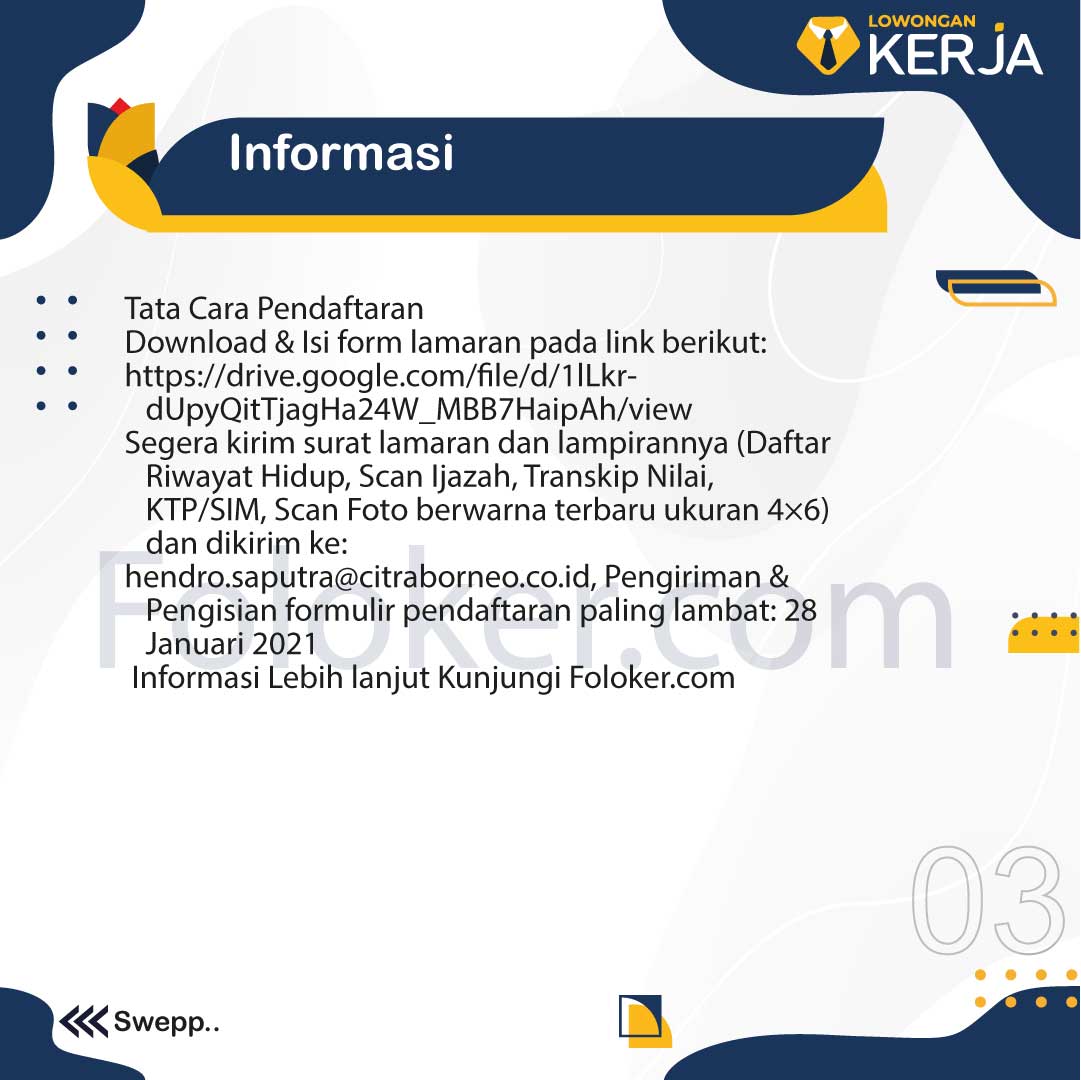 LOWONGAN
KERJA
Informasi
Tata Cara Pendaftaran
Download & Isi form lamaran pada link berikut:
https://drive.google.com/file/d/1lLkr-
dUpyQitTjagHa24W_MBB7HaipAh/view
Segera kirim surat lamaran dan lampirannya (Daftar
Riwayat Hidup, Scan Ijazah, Transkip Nilai,
KTP/SIM, Scan Foto berwarna terbaru ukuran 4×6)
dan dikirim ke:
hendro.saputra@citraborneo.co.id, Pengiriman &
Pengisian formulir pendaftaran paling lambat: 28
Januari 2021
Informasi Lebih lanjut Kunjungi Foloker.com
Foloker.com
03
Swepp..